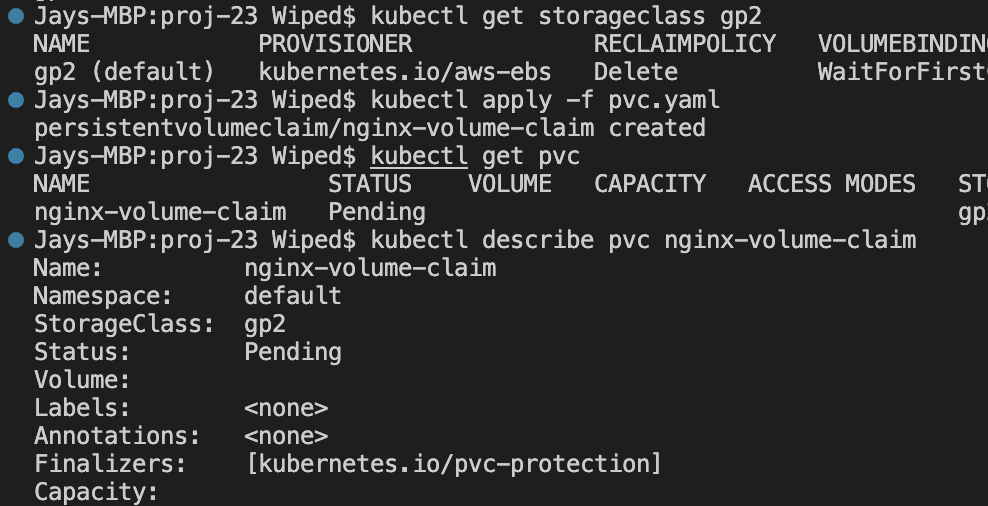 Jays-MBP:proj-23 Wiped$ kubectl get storageclass gp2
NAME PROVISIONER RECLAIMPOLICY VOLUMEBINDING
gp2 (default) kubernetes.io/aws-ebs Delete WaitForFirst
Jays-MBP:proj-23 Wiped$ kubectl apply -f pvc.yaml
persistentvolumeclaim/nginx-volume-claim created
Jays-MBP:proj-23 Wiped$ kubectl get pvc
NAME STATUS VOLUME CAPACITY ACCESS MODES STO
nginx-volume-claim Pending gp2
Jays-MBP:proj-23 Wiped$ kubectl describe pvc nginx-volume-claim
Name: nginx-volume-claim
Namespace: default
StorageClass: gp2
Status: Pending
Volume:
Labels: <none>
Annotations: <none>
Finalizers: [kubernetes.io/pvc-protection]
Capacity: